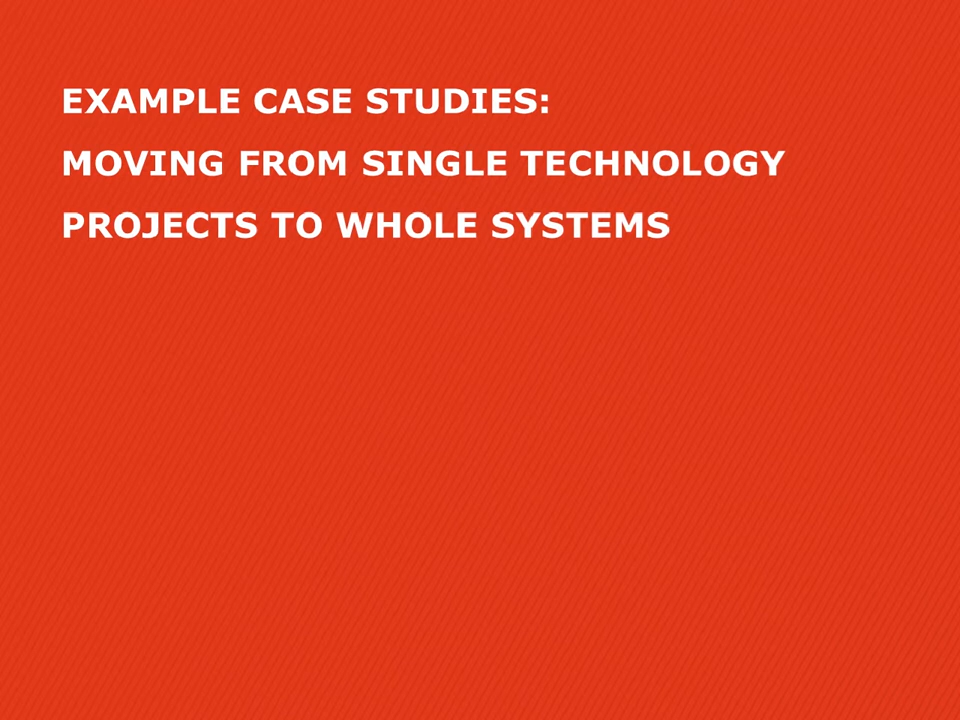 EXAMPLE CASE STUDIES:
MOVING FROM SINGLE TECHNOLOGY
PROJECTS TO WHOLE SYSTEMS